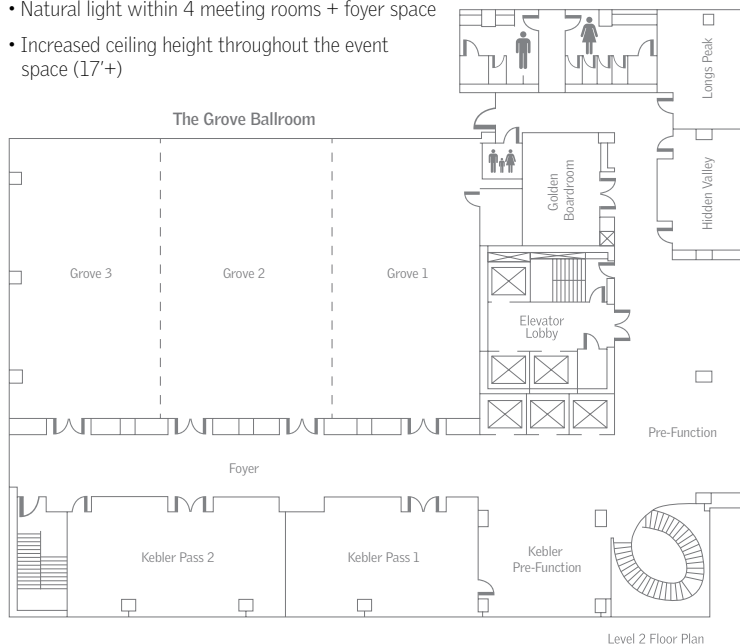 • Natural light within 4 meeting rooms + foyer space
• Increased ceiling height throughout the event
space (17'+)
The Grove Ballroom
Longs Peak
Golden
Boardroom
Hidden Valley
Grove 3
Grove 2
Grove 1
Elevator
Lobby
Pre-Function
Foyer
Kebler Pass 2
Kebler Pass 1
Kebler
Pre-Function
Level 2 Floor Plan